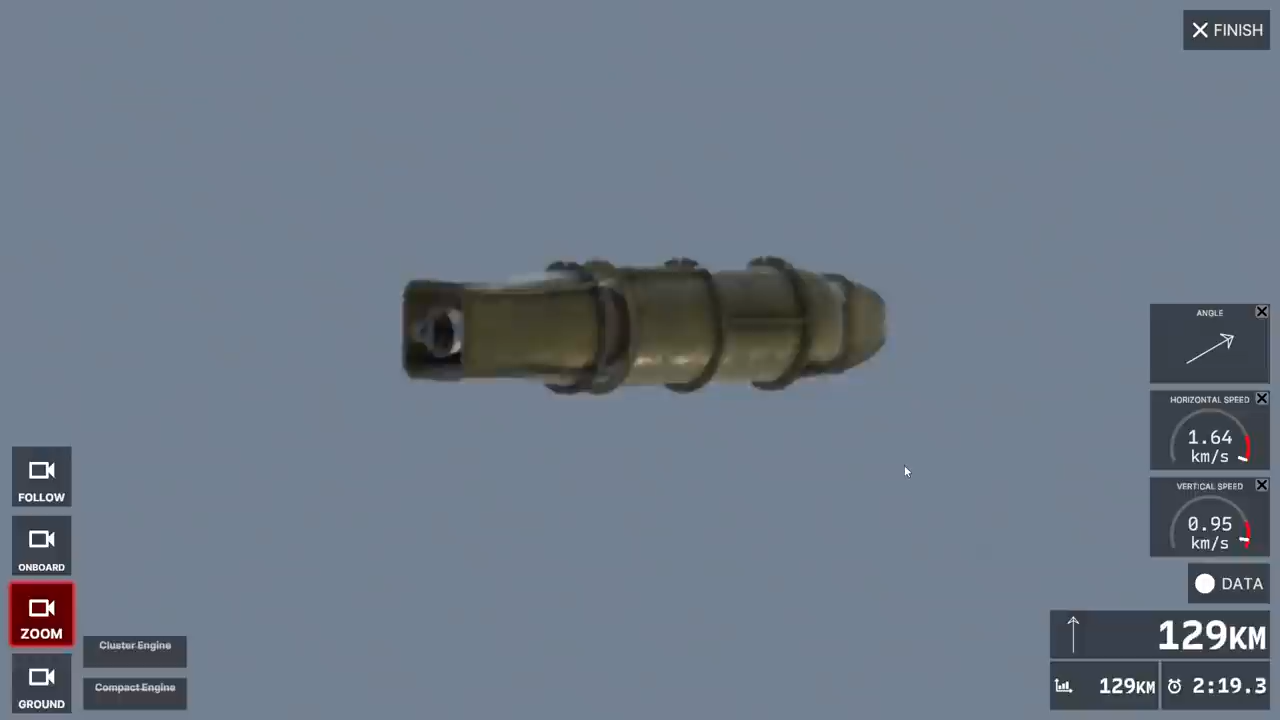 FINISH
ANGLE
HORIZONTAL SPEED
1.64
km/s
VERTICAL SPEED
0.95
km/s
DATA
129KM
129KM
2:19.3
FOLLOW
ONBOARD
ZOOM
GROUND
Cluster Engine
Compact Engine